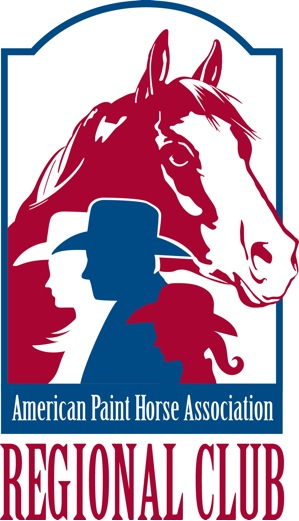 American Paint Horse Association
REGIONAL CLUB